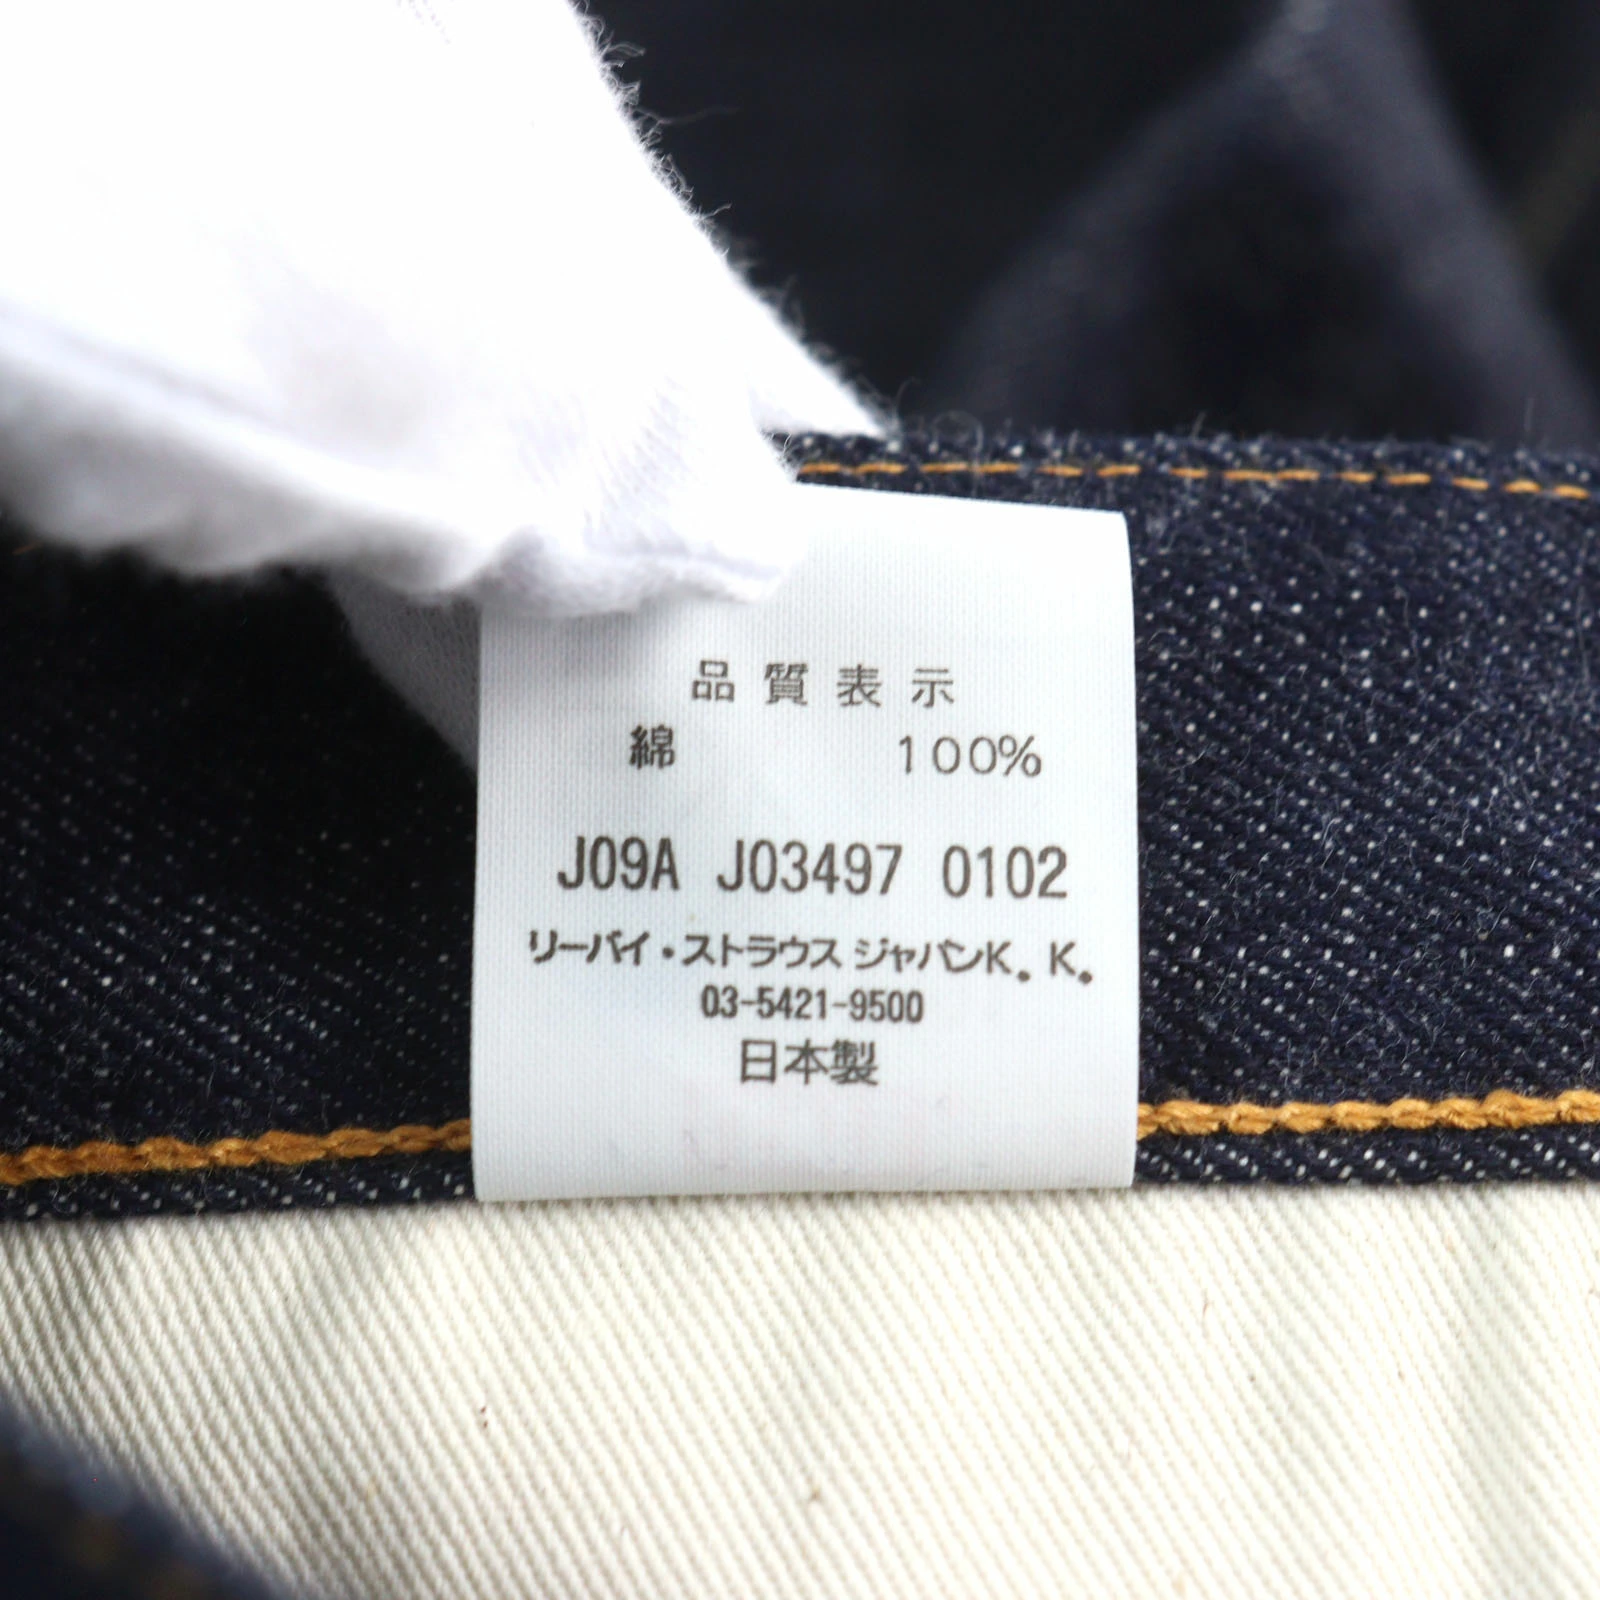 品質表示
綿 100%
J09A J03497 0102
リーバイ・ストラウス ジャパンK. K.
03-5421-9500
日本製